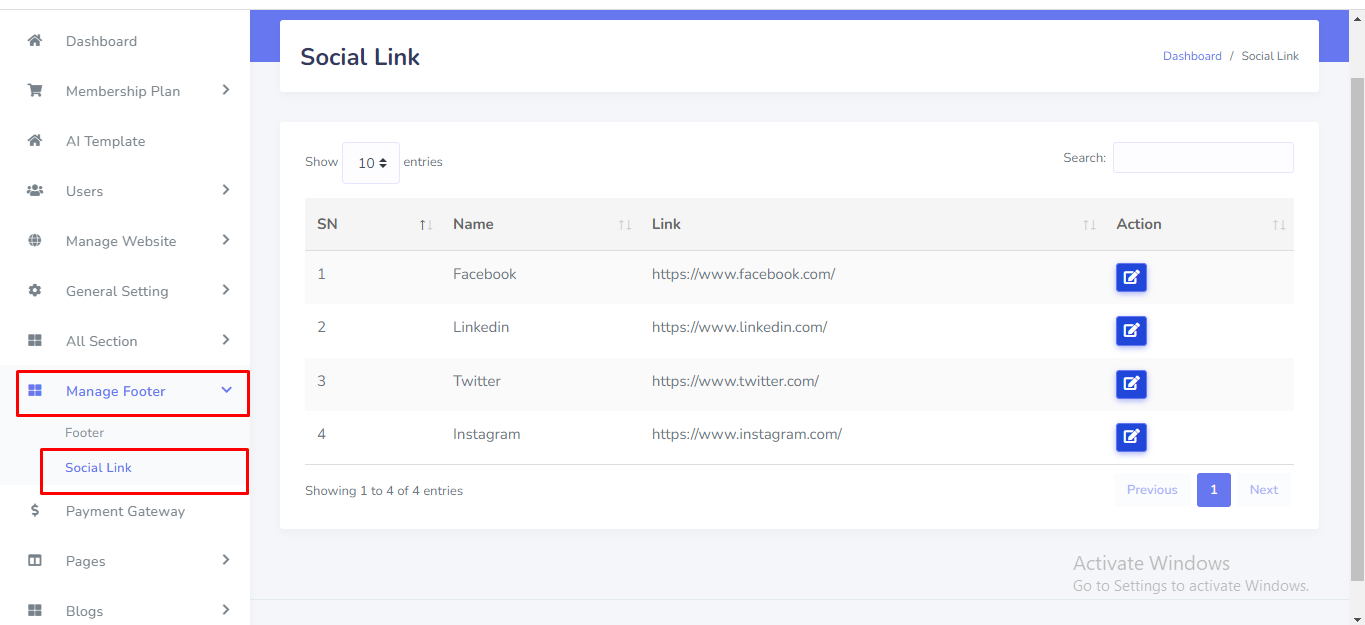 Dashboard
Membership Plan
AI Template
Users
Manage Website
General Setting
All Section
Manage Footer
Footer
Social Link
Payment Gateway
Pages
Blogs
Social Link
Dashboard / Social Link
Show 10 entries
Search:
SN Name Link Action
1 Facebook https://www.facebook.com/
2 Linkedin https://www.linkedin.com/
3 Twitter https://www.twitter.com/
4 Instagram https://www.instagram.com/
Showing 1 to 4 of 4 entries
Previous 1 Next
Activate Windows
Go to Settings to activate Windows.